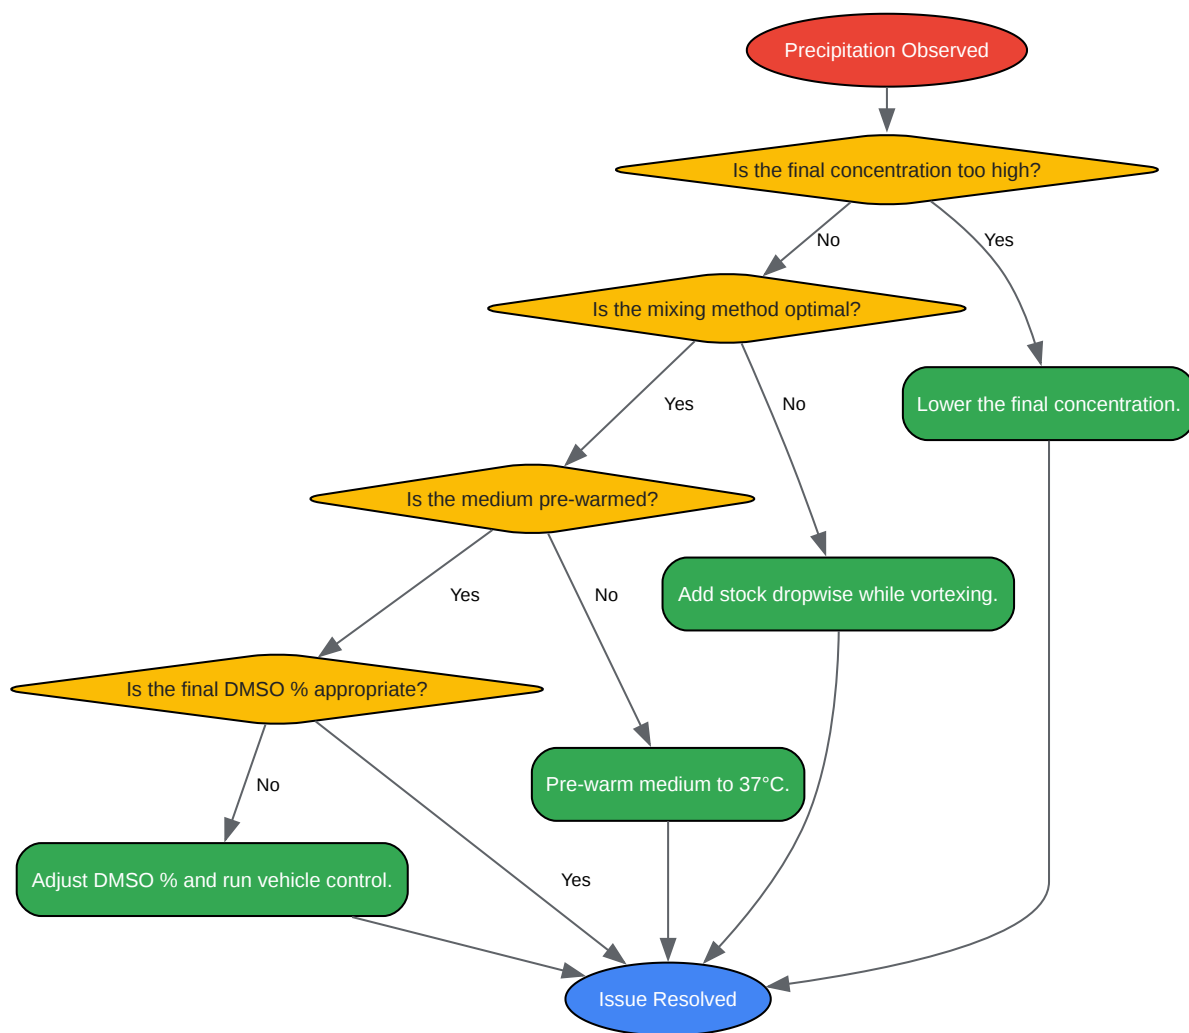 Precipitation Observed
Is the final concentration too high?
No
Yes
Is the mixing method optimal?
Yes
No
Lower the final concentration.
Is the medium pre-warmed?
Yes
No
Add stock dropwise while vortexing.
Is the final DMSO % appropriate?
No
Yes
Pre-warm medium to 37°C.
Adjust DMSO % and run vehicle control.
Issue Resolved